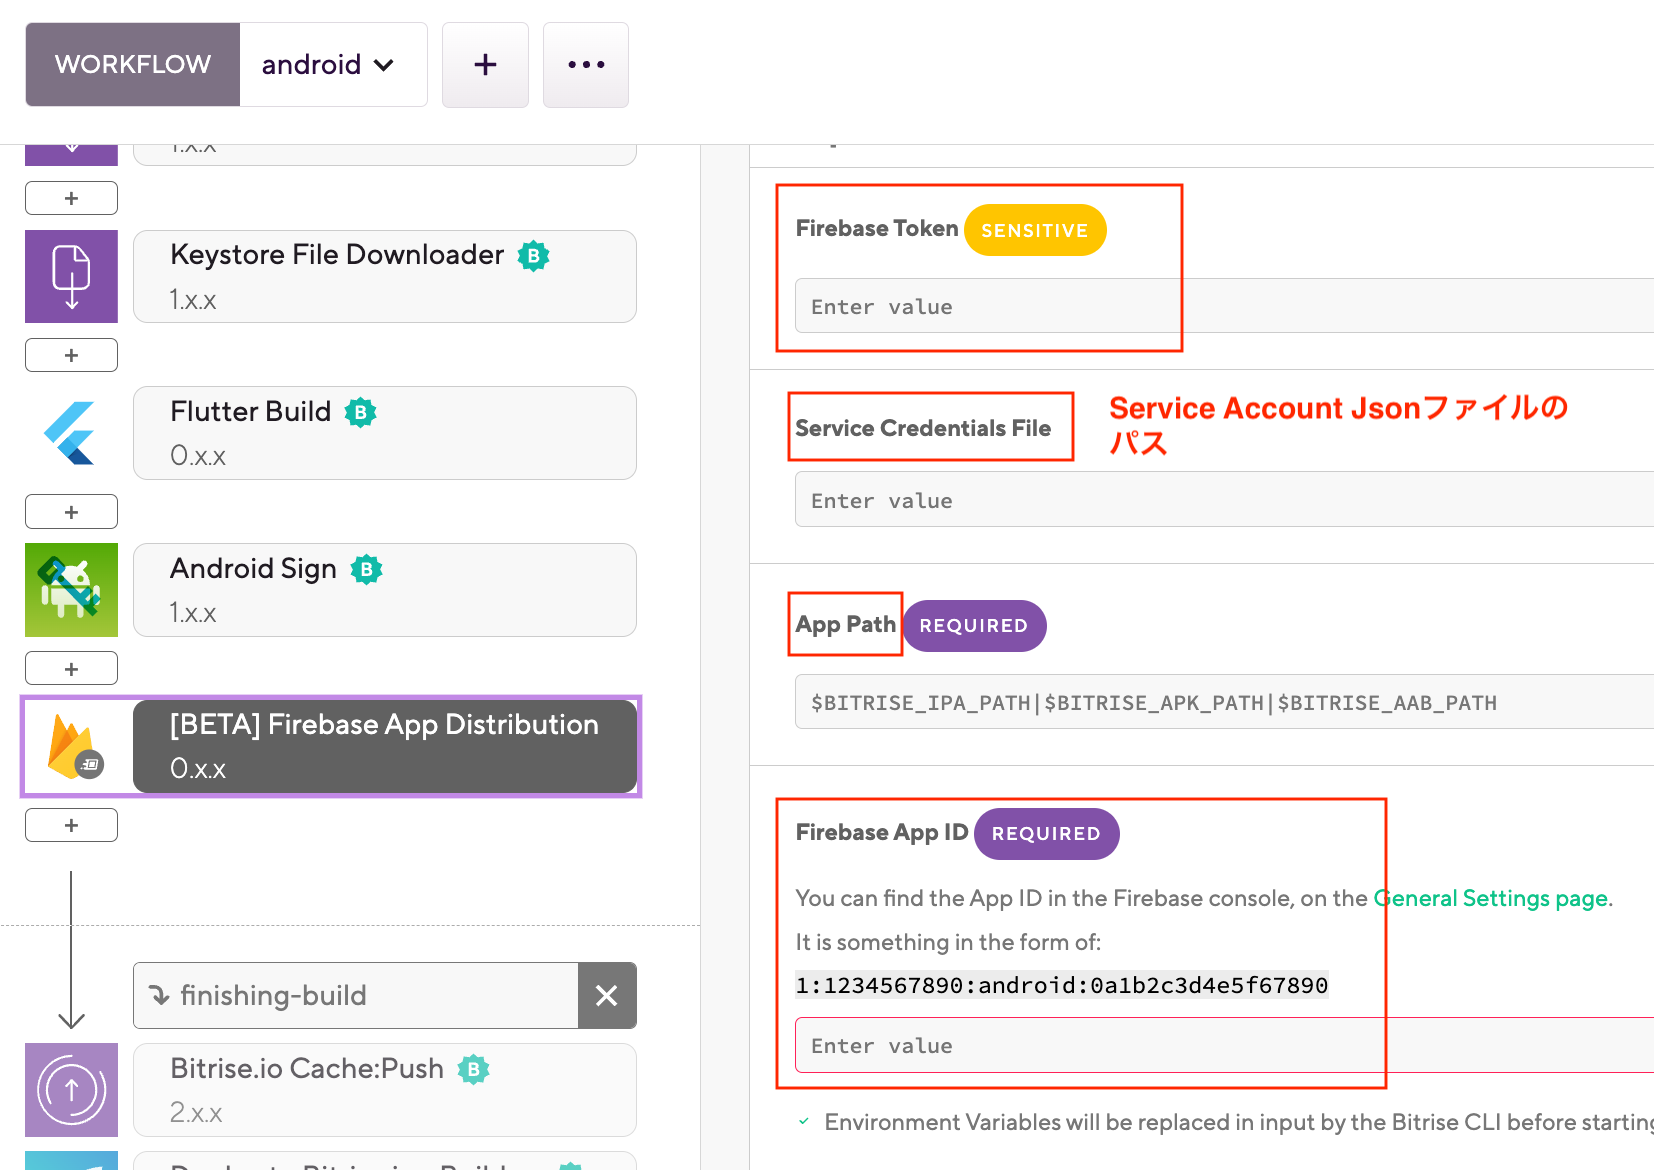 WORKFLOW android
+
1.x.x
+
Keystore File Downloader B
1.x.x
+
Flutter Build B
0.x.x
+
Android Sign B
1.x.x
+
[BETA] Firebase App Distribution
0.x.x
+
finishing-build
Bitrise.io Cache:Push B
2.x.x
Firebase Token SENSITIVE
Enter value
Service Credentials File
Service Account Jsonファイルの
パス
Enter value
App Path REQUIRED
$BITRISE_IPA_PATH|$BITRISE_APK_PATH|$BITRISE_AAB_PATH
Firebase App ID REQUIRED
You can find the App ID in the Firebase console, on the General Settings page.
It is something in the form of:
1:1234567890:android:0a1b2c3d4e5f67890
Enter value
Environment Variables will be replaced in input by the Bitrise CLI before starting